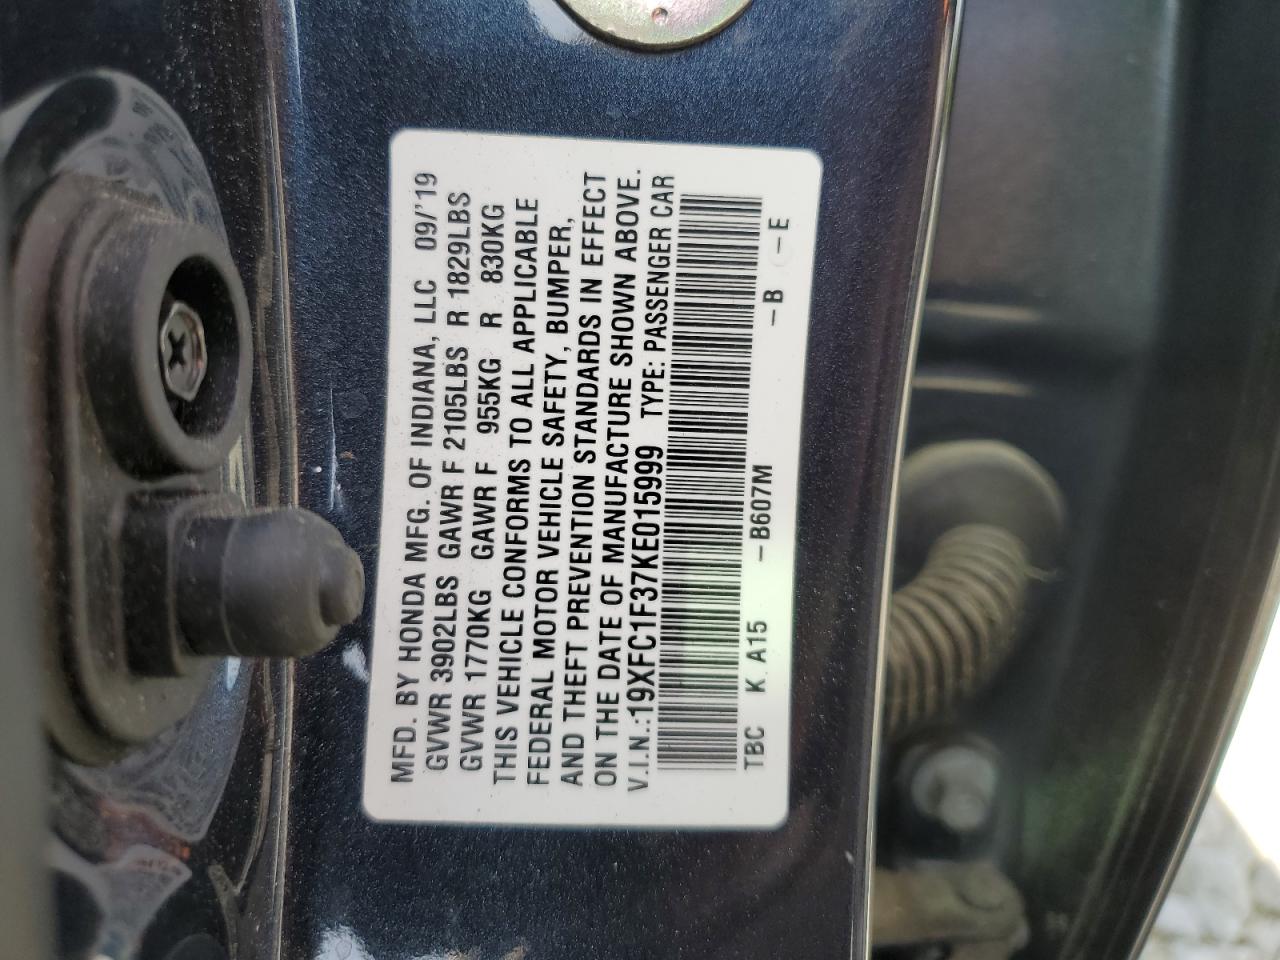 MFD. BY HONDA MFG. OF INDIANA, LLC 09/'19
GVWR 3902LBS GAWR F 2105LBS R 1829LBS
GVWR 1770KG GAWR F 955KG R 830KG
THIS VEHICLE CONFORMS TO ALL APPLICABLE
FEDERAL MOTOR VEHICLE SAFETY, BUMPER,
AND THEFT PREVENTION STANDARDS IN EFFECT
ON THE DATE OF MANUFACTURE SHOWN ABOVE.
V.I.N.:19XFC1F37KE015999 TYPE: PASSENGER CAR
TBC K A15 -B607M -B -E